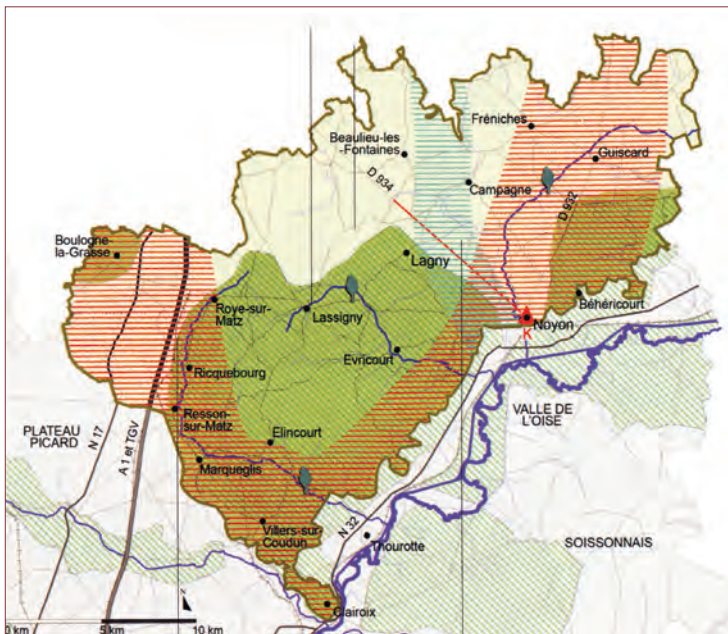 Fréniches
Beaulieu-les
-Fontaines
Guiscard
D 934
Campagne
D 932
Boulogne
la-Grasse
Lagny
Roye-sur-
Matz
Lassigny
Béhéricourt
Noyon
K
Evricourt
Ricquebourg
PLATEAU
PICARD
N 17
A 1 et TGV
Ressons-
sur-Matz
VALLE DE
L'OISE
Elincourt
Marqueglis
N 32
Villers-sur-
Coudun
Thourotte
SOISSONNAIS
Clairoix
0 km
5 km
10 km